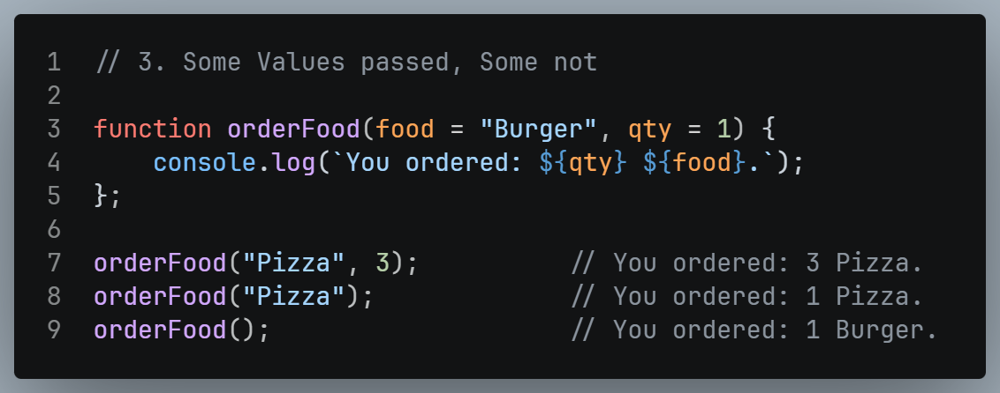 1 // 3. Some Values passed, Some not
2
3 function orderFood(food = "Burger", qty = 1) {
4     console.log(`You ordered: ${qty} ${food}.`);
5 };
6
7 orderFood("Pizza", 3);          // You ordered: 3 Pizza.
8 orderFood("Pizza");             // You ordered: 1 Pizza.
9 orderFood();                    // You ordered: 1 Burger.